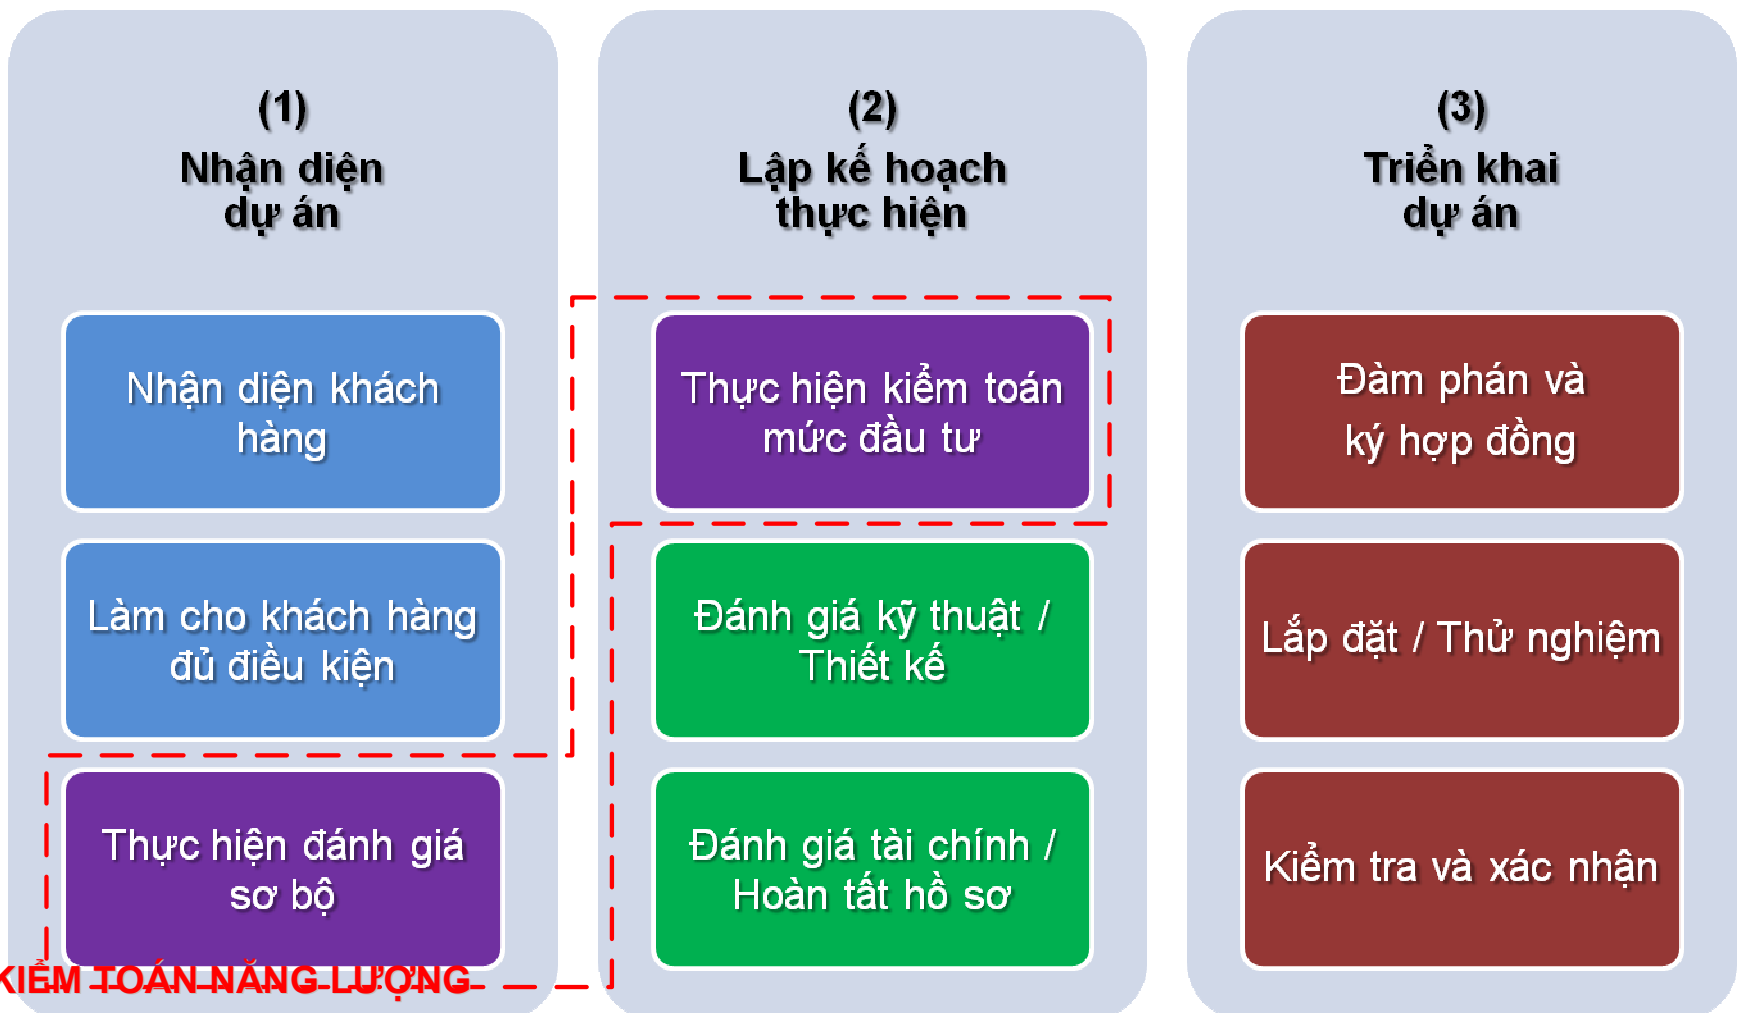 (1)
Nhận diện
dự án
Nhận diện khách
hàng
Làm cho khách hàng
đủ điều kiện
Thực hiện đánh giá
sơ bộ
KIỂM TOÁN NĂNG LƯỢNG
(2)
Lập kế hoạch
thực hiện
Thực hiện kiểm toán
mức đầu tư
Đánh giá kỹ thuật /
Thiết kế
Đánh giá tài chính /
Hoàn tất hồ sơ
(3)
Triển khai
dự án
Đàm phán và
ký hợp đồng
Lắp đặt / Thử nghiệm
Kiểm tra và xác nhận